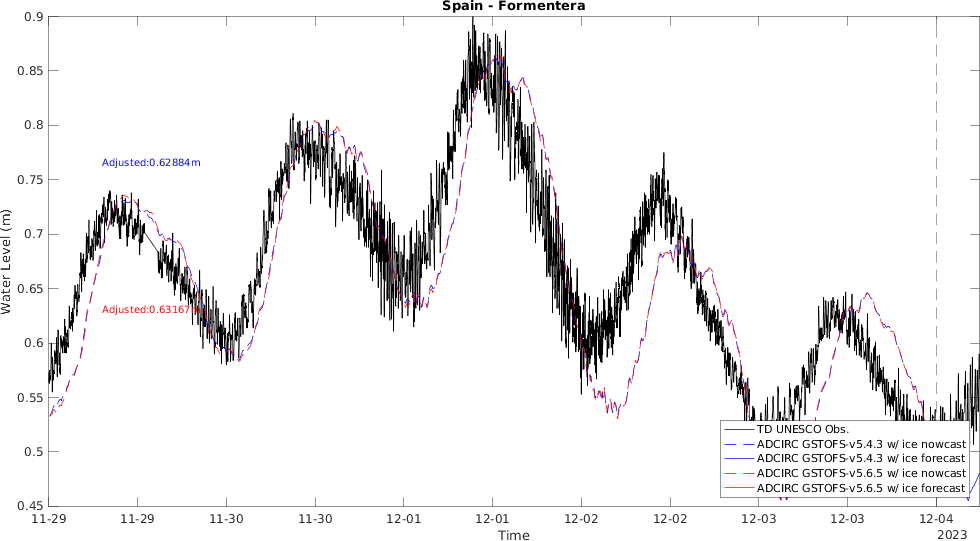 Spain - Formentera
0.9
0.85
0.8
0.75
0.7
0.65
0.6
0.55
0.5
0.45
Water Level (m)
Adjusted:0.62884m
Adjusted:0.63167m
TD UNESCO Obs.
ADCIRC GSTOFS-v5.4.3 w/ ice nowcast
ADCIRC GSTOFS-v5.4.3 w/ ice forecast
ADCIRC GSTOFS-v5.6.5 w/ ice nowcast
ADCIRC GSTOFS-v5.6.5 w/ ice forecast
11-29 11-29 11-30 11-30 12-01 12-01 12-02 12-02 12-03 12-03 12-04
Time
2023